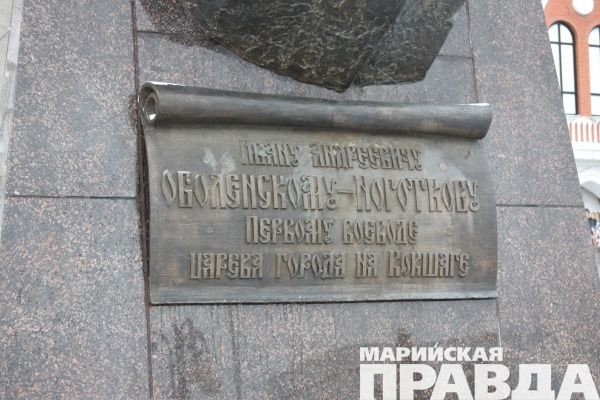 Ивану Андреевичу
Оболенскому-Ноготкову
Первому воеводе
царева города на Кокшаге
МАРИЙСКАЯ
ПРАВДА